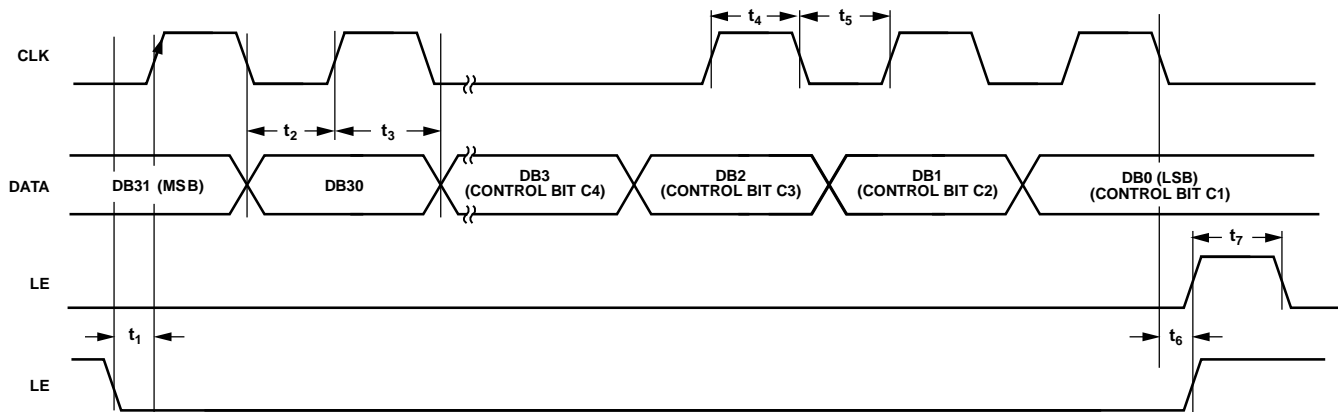 CLK
t4
t5
t2
t3
DATA
DB31 (MSB)
DB30
DB3
(CONTROL BIT C4)
DB2
(CONTROL BIT C3)
DB1
(CONTROL BIT C2)
DB0 (LSB)
(CONTROL BIT C1)
t7
LE
t1
t6
LE